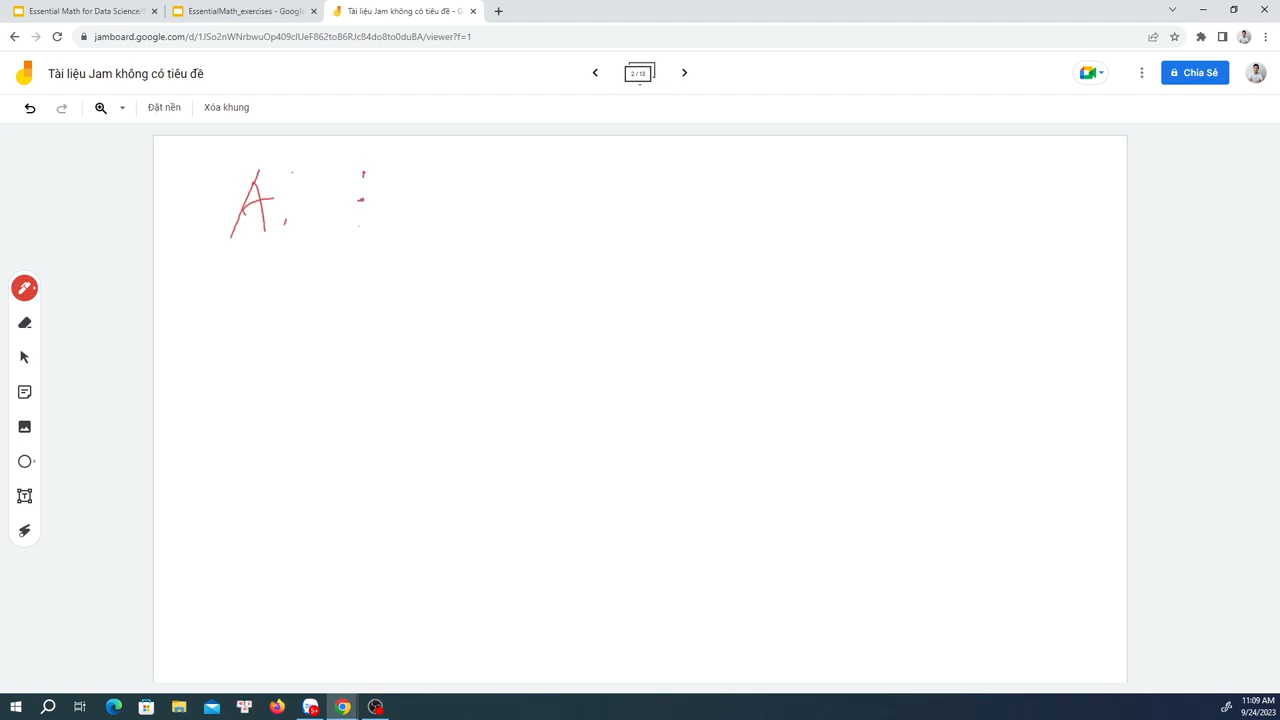 Essential Math for Data Science/I
EssentialMath_exercises - Google
Tài liệu Jam không có tiêu đề - G
jamboard.google.com/d/1JSo2nWNrbwuOp409cIUeF862toB6RJc84do8to0duBA/viewer?f=1
Tài liệu Jam không có tiêu đề
2 / 13
Chia Sẻ
Đặt nền
Xóa khung
A
5+
11:09 AM
9/24/2023